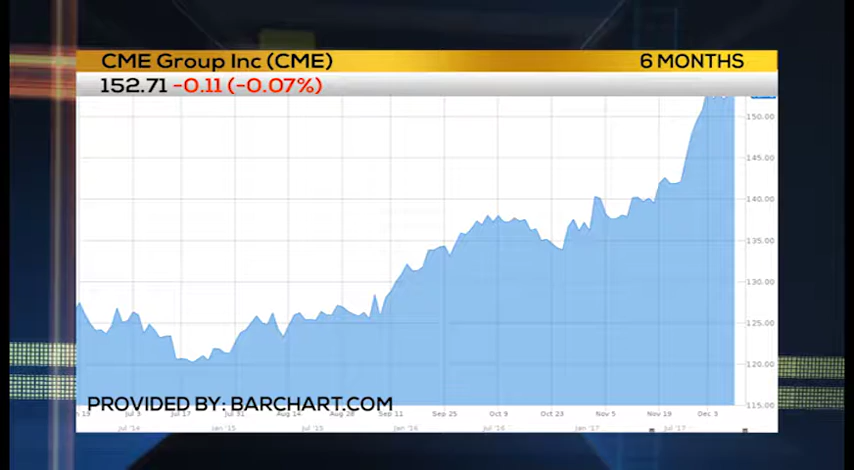 CME Group Inc (CME) 6 MONTHS
152.71 -0.11 (-0.07%)
150.00
145.00
140.00
135.00
130.00
125.00
120.00
115.00
PROVIDED BY: BARCHART.COM
n 19 Jul 3 Jul 17 Jul 31 Aug 14 Aug 28 Sep 11 Sep 25 Oct 9 Oct 23 Nov 5 Nov 19 Dec 3
Jul '14 Jan '15 Jul '15 Jan '16 Jul '16 Jan '17 Jul '17